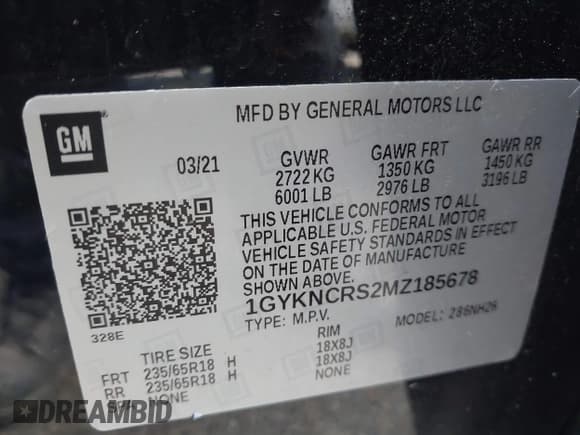 GM
MFD BY GENERAL MOTORS LLC
03/21 GVWR GAWR FRT GAWR RR
2722 KG 1350 KG 1450 KG
6001 LB 2976 LB 3196 LB
THIS VEHICLE CONFORMS TO ALL
APPLICABLE U.S. FEDERAL MOTOR
VEHICLE SAFETY STANDARDS IN EFFECT
ON THE DATE OF MANUFACTURE
SHOWN ABOVE.
1GYKNCRS2MZ185678
TYPE: M.P.V. MODEL:
328E
TIRE SIZE RIM
FRT 235/65R18 H 18X8J
RR 235/65R18 H 18X8J
NONE NONE
DREAMBID